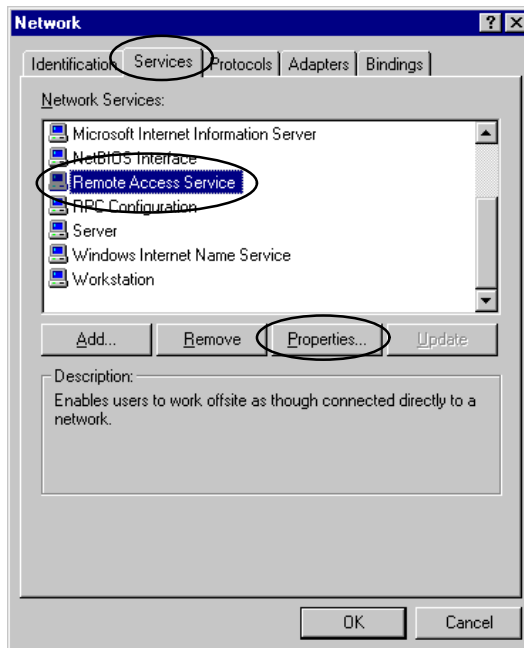 Network ? X
Identification Services Protocols Adapters Bindings
Network Services:
Microsoft Internet Information Server
NetBIOS Interface
Remote Access Service
RPC Configuration
Server
Windows Internet Name Service
Workstation
Add... Remove Properties... Update
Description:
Enables users to work offsite as though connected directly to a
network.
OK Cancel